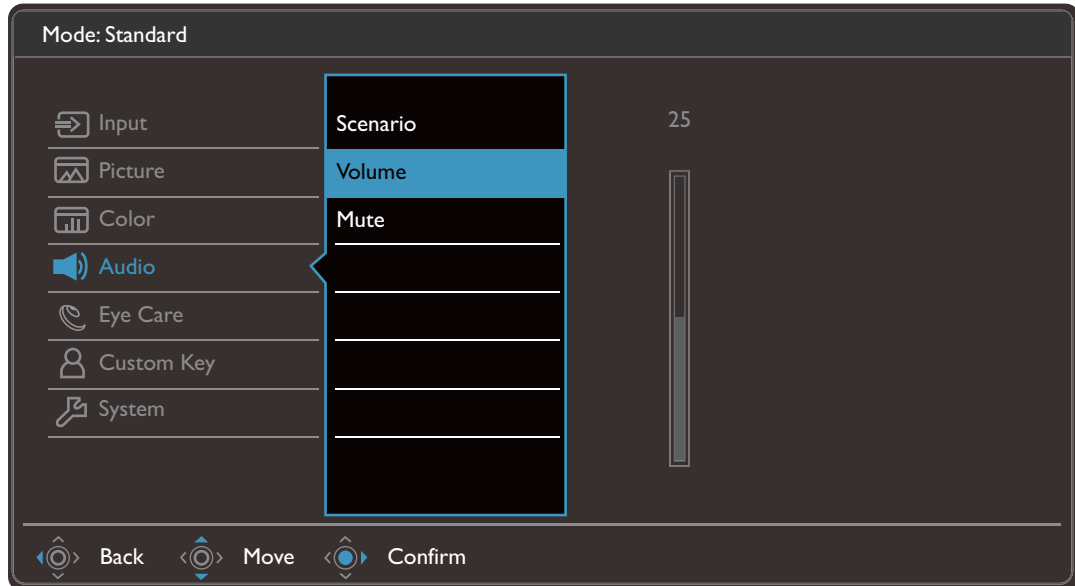 Mode: Standard
Input
Picture
Color
Audio
Eye Care
Custom Key
System
Scenario
Volume
Mute
25
Back Move Confirm